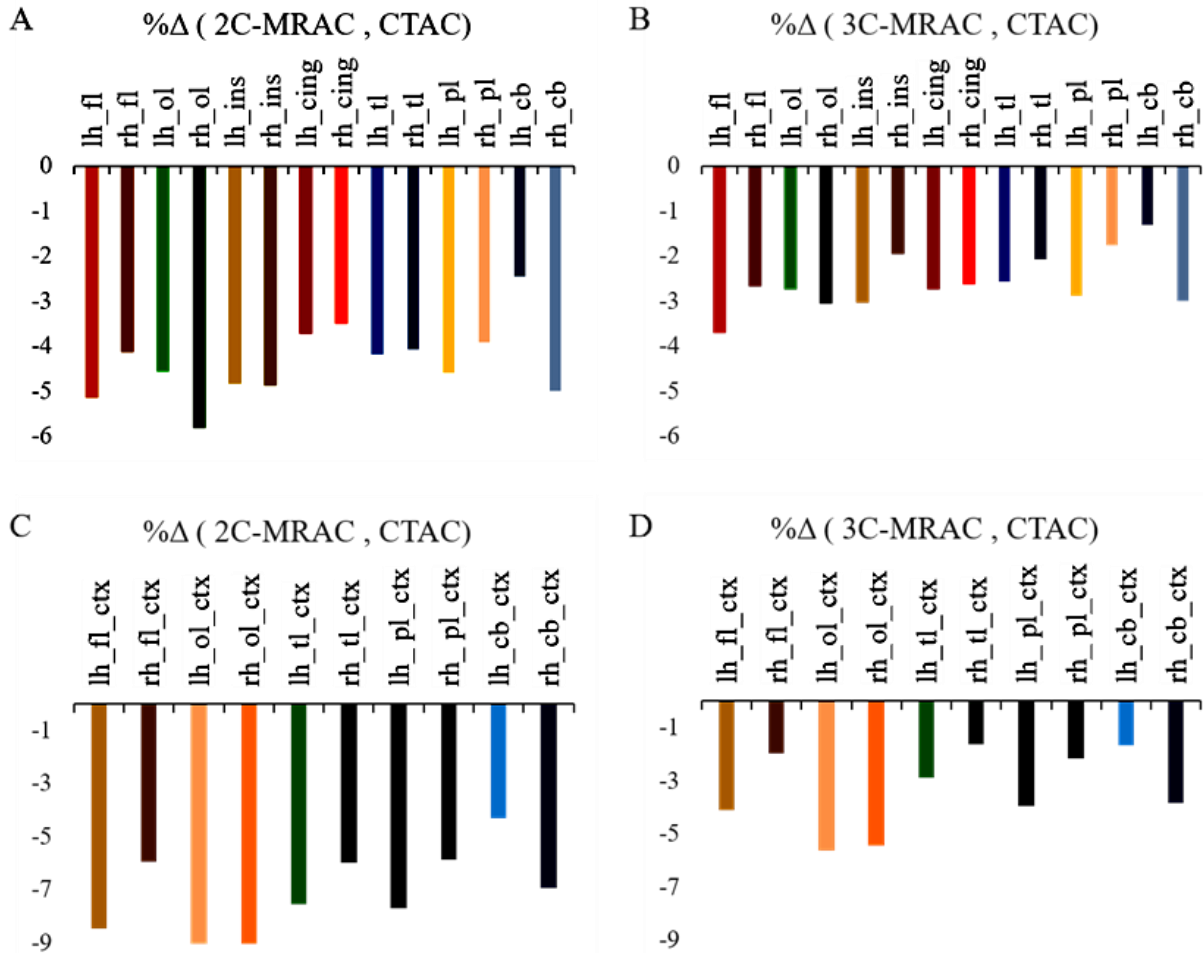 A
%Δ ( 2C-MRAC , CTAC)
lh_fl
rh_fl
lh_ol
rh_ol
lh_ins
rh_ins
lh_cing
rh_cing
lh_tl
rh_tl
lh_pl
rh_pl
lh_cb
rh_cb
0
-1
-2
-3
-4
-5
-6
B
%Δ ( 3C-MRAC , CTAC)
lh_fl
rh_fl
lh_ol
rh_ol
lh_ins
rh_ins
lh_cing
rh_cing
lh_tl
rh_tl
lh_pl
rh_pl
lh_cb
rh_cb
0
-1
-2
-3
-4
-5
-6
C
%Δ ( 2C-MRAC , CTAC)
lh_fl_ctx
rh_fl_ctx
lh_ol_ctx
rh_ol_ctx
lh_tl_ctx
rh_tl_ctx
lh_pl_ctx
rh_pl_ctx
lh_cb_ctx
rh_cb_ctx
-1
-3
-5
-7
-9
D
%Δ ( 3C-MRAC , CTAC)
lh_fl_ctx
rh_fl_ctx
lh_ol_ctx
rh_ol_ctx
lh_tl_ctx
rh_tl_ctx
lh_pl_ctx
rh_pl_ctx
lh_cb_ctx
rh_cb_ctx
-1
-3
-5
-7
-9